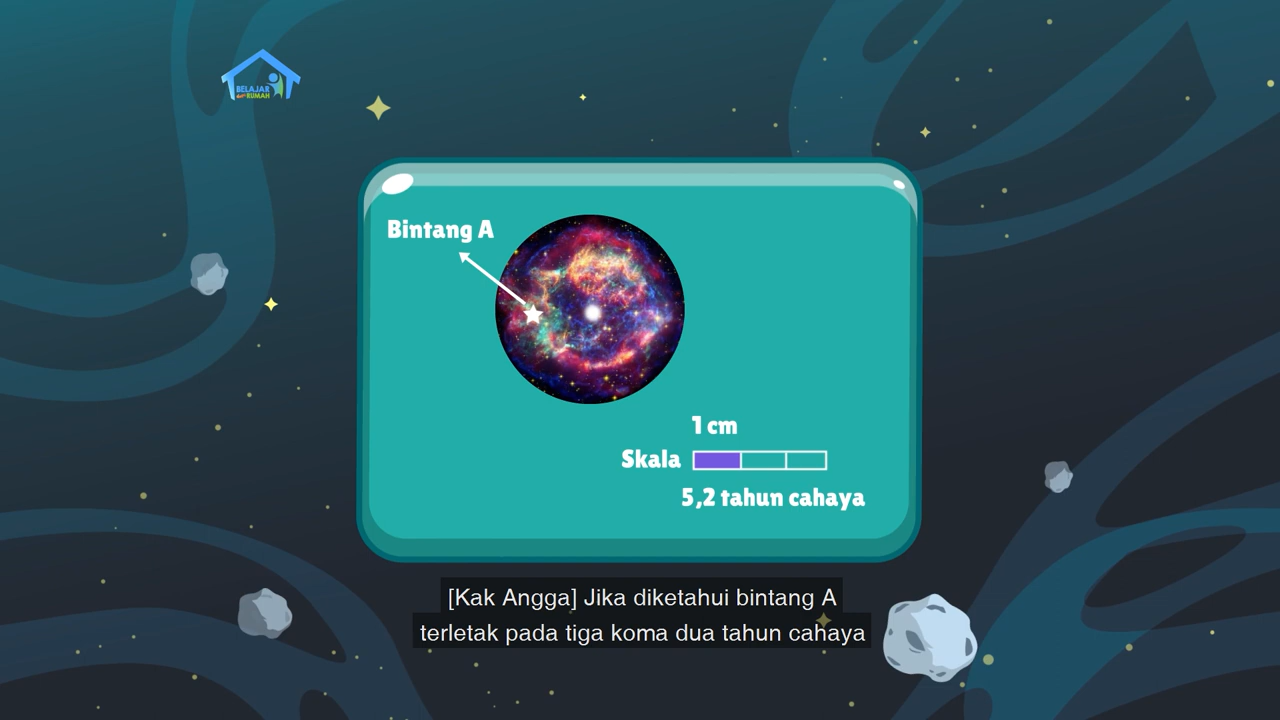 BELAJAR
dari RUMAH
Bintang A
1 cm
Skala
5,2 tahun cahaya
[Kak Angga] Jika diketahui bintang A
terletak pada tiga koma dua tahun cahaya